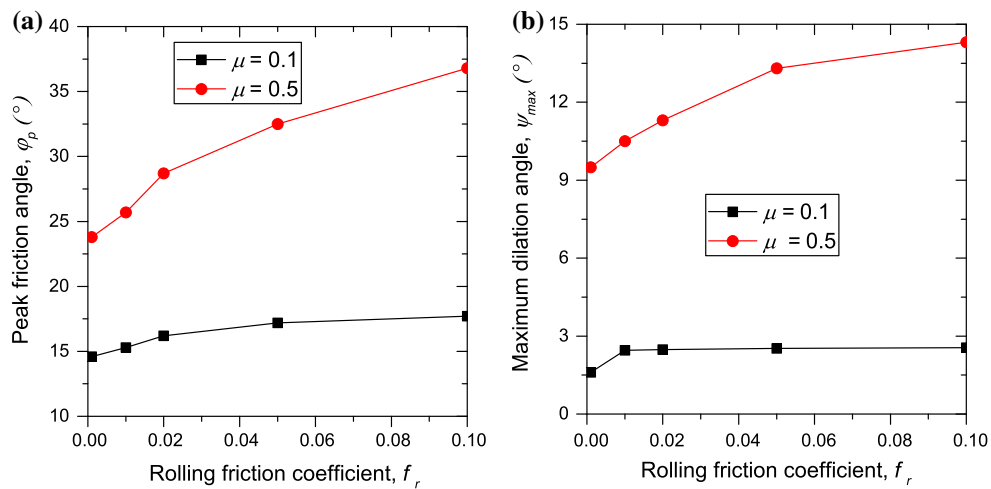 (a)
40
35
30
25
20
15
10
Peak friction angle, φp (°)
μ = 0.1
μ = 0.5
0.00 0.02 0.04 0.06 0.08 0.10
Rolling friction coefficient, fr
(b)
15
12
9
6
3
0
Maximum dilation angle, ψmax (°)
μ = 0.1
μ = 0.5
0.00 0.02 0.04 0.06 0.08 0.10
Rolling friction coefficient, fr